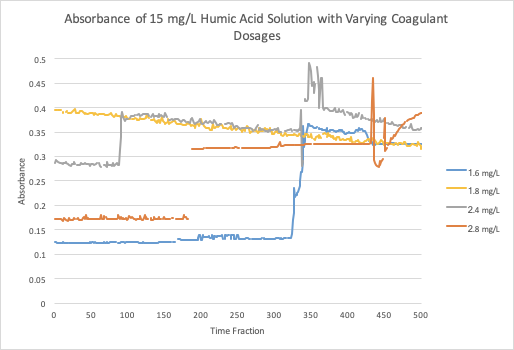 Absorbance of 15 mg/L Humic Acid Solution with Varying Coagulant
Dosages
0.5
0.45
0.4
0.35
0.3
0.25
0.2
0.15
0.1
0.05
0
Absorbance
0 50 100 150 200 250 300 350 400 450 500
Time Fraction
1.6 mg/L
1.8 mg/L
2.4 mg/L
2.8 mg/L